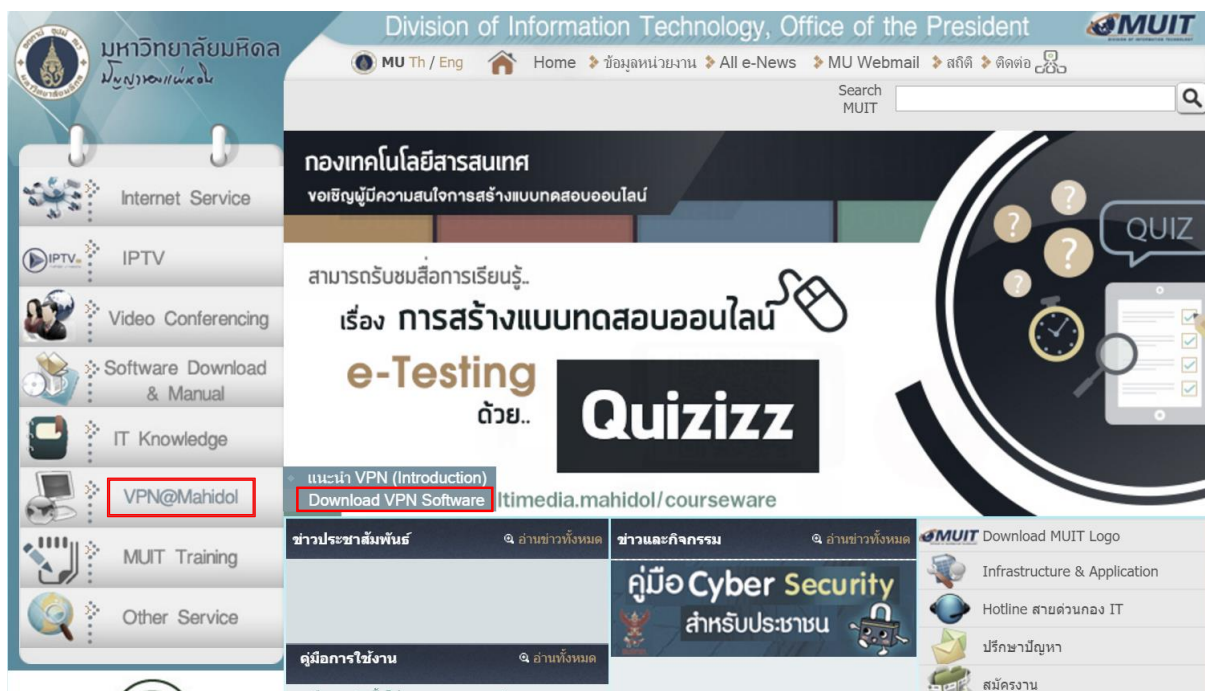 Division of Information Technology, Office of the President
MUIT
มหาวิทยาลัยมหิดล
ปัญญาของแผ่นดิน
MU Th / Eng
Home
ข้อมูลหน่วยงาน
All e-News
MU Webmail
สถิติ
ติดต่อ
Search
MUIT
Internet Service
IPTV
IPTV
Video Conferencing
Software Download
& Manual
IT Knowledge
VPN@Mahidol
MUIT Training
Other Service
กองเทคโนโลยีสารสนเทศ
ขอเชิญผู้มีความสนใจการสร้างแบบทดสอบออนไลน์
สามารถรับชมสื่อการเรียนรู้..
เรื่อง การสร้างแบบทดสอบออนไลน์
e-Testing
ด้วย..
Quizizz
QUIZ
แนะนำ VPN (Introduction)
Download VPN Software
ltimedia.mahidol/courseware
ข่าวประชาสัมพันธ์
อ่านข่าวทั้งหมด
ข่าวและกิจกรรม
อ่านข่าวทั้งหมด
คู่มือ Cyber Security
สำหรับประชาชน
คู่มือการใช้งาน
อ่านทั้งหมด
MUIT Download MUIT Logo
Infrastructure & Application
Hotline สายด่วนกอง IT
ปรึกษาปัญหา
สมัครงาน